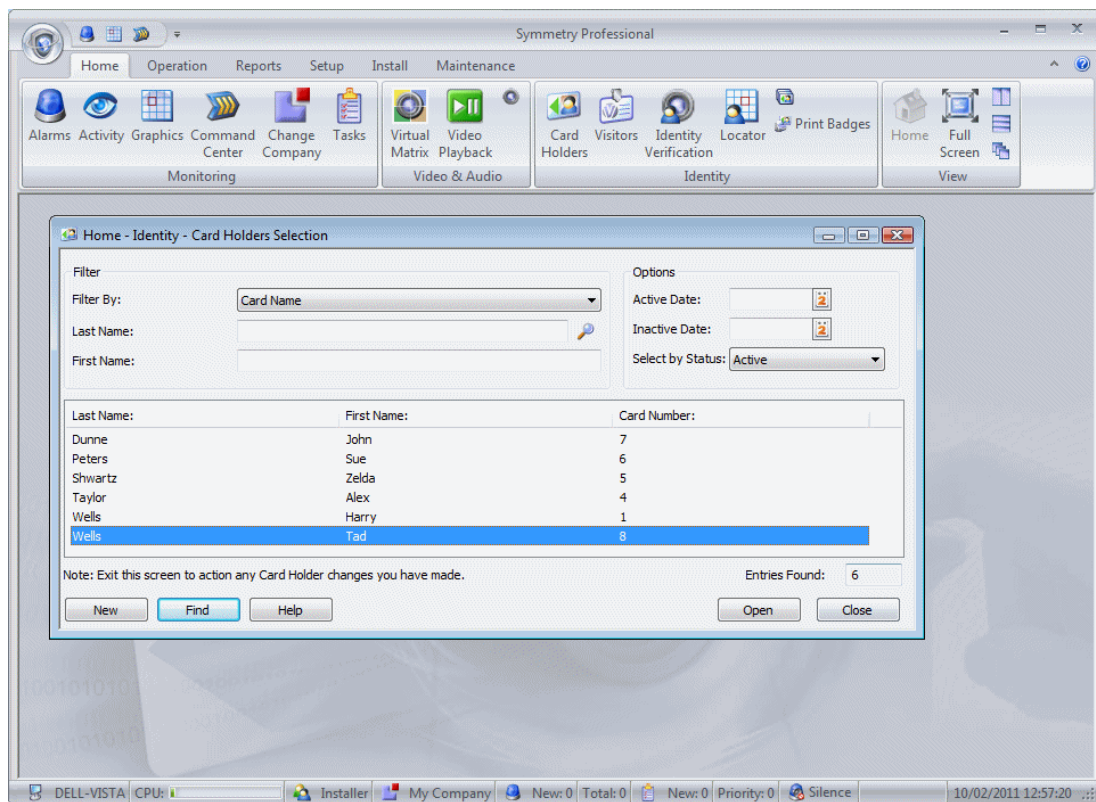 Symmetry Professional
Home Operation Reports Setup Install Maintenance
Alarms Activity Graphics Command Center Change Company Tasks
Monitoring
Virtual Matrix Video Playback
Video & Audio
Card Holders Visitors Identity Verification Locator Print Badges
Identity
Home Full Screen
View
Home - Identity - Card Holders Selection
Filter
Filter By: Card Name
Last Name:
First Name:
Options
Active Date: 2
Inactive Date: 2
Select by Status: Active
Last Name: First Name: Card Number:
Dunne John 7
Peters Sue 6
Shwartz Zelda 5
Taylor Alex 4
Wells Harry 1
Wells Tad 8
Note: Exit this screen to action any Card Holder changes you have made. Entries Found: 6
New Find Help Open Close
DELL-VISTA CPU: Installer My Company New: 0 Total: 0 New: 0 Priority: 0 Silence 10/02/2011 12:57:20